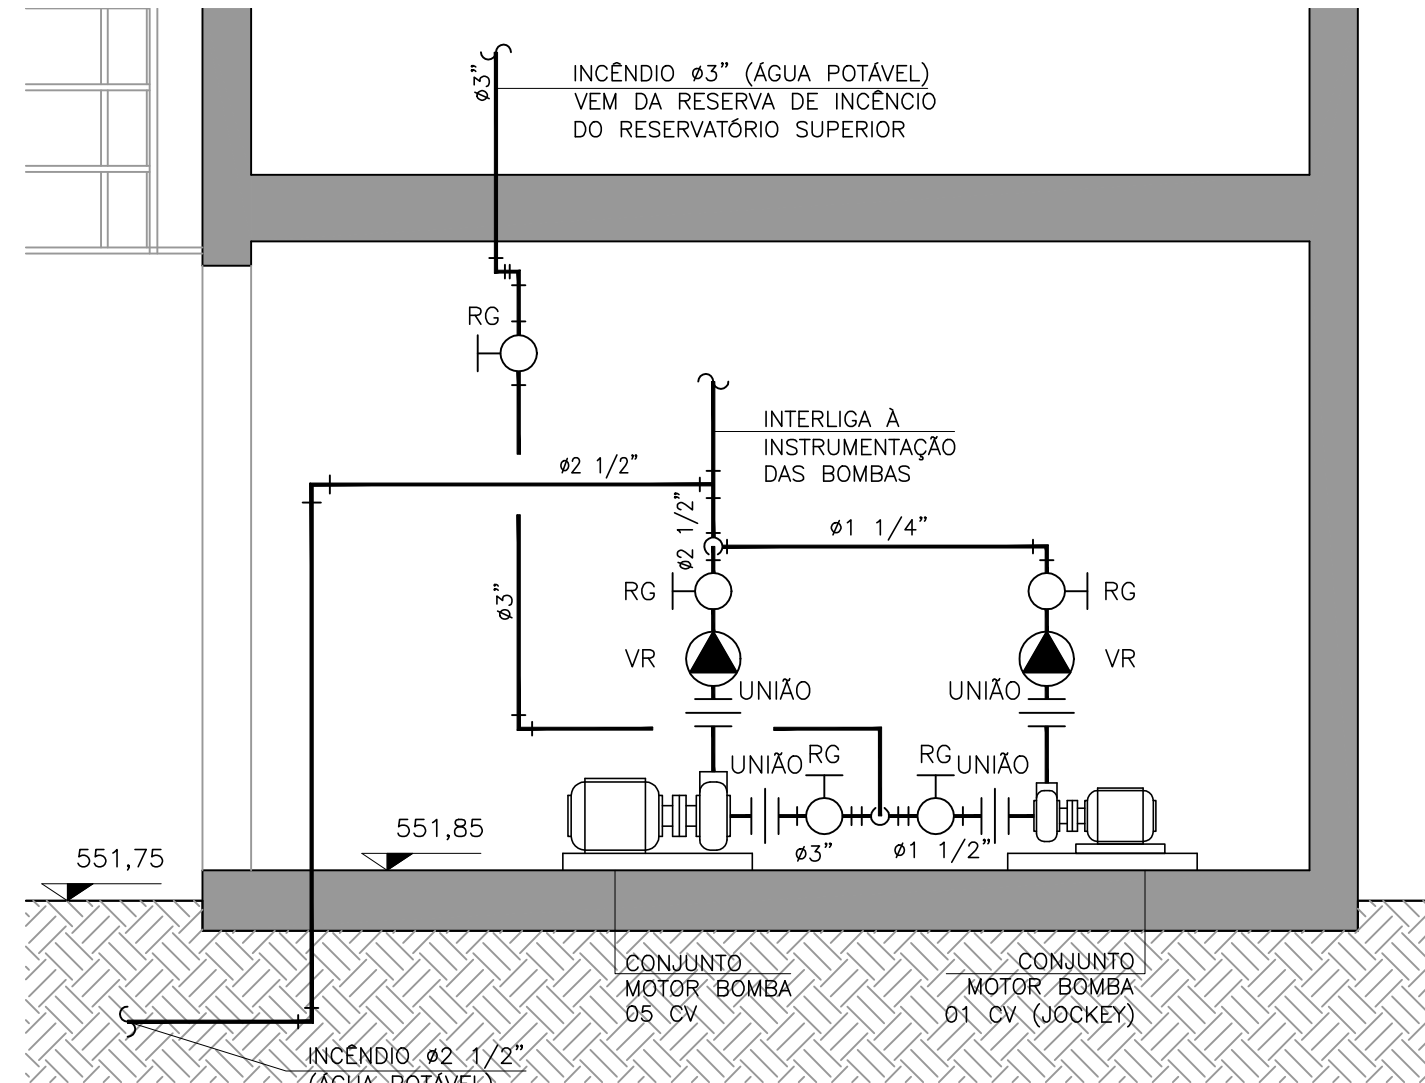 ø3”
INCÊNDIO ø3” (ÁGUA POTÁVEL)
VEM DA RESERVA DE INCÊNCIO
DO RESERVATÓRIO SUPERIOR
RG
INTERLIGA À
INSTRUMENTAÇÃO
DAS BOMBAS
ø2 1/2”
ø2 1/2”
ø1 1/4”
ø3”
RG
RG
VR
VR
UNIÃO
UNIÃO
UNIÃO
RG
RG
UNIÃO
ø3”
ø1 1/2”
551,85
551,75
CONJUNTO
MOTOR BOMBA
05 CV
CONJUNTO
MOTOR BOMBA
01 CV (JOCKEY)
INCÊNDIO ø2 1/2”
(ÁGUA POTÁVEL)